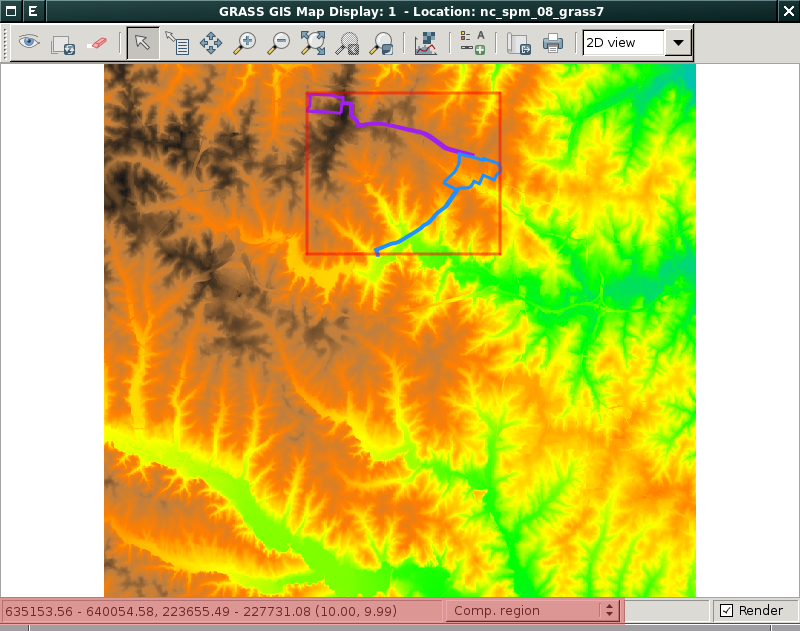 E GRASS GIS Map Display: 1 - Location: nc_spm_08_grass7
A 2D view
635153.56 - 640054.58, 223655.49 - 227731.08 (10.00, 9.99) Comp. region Render